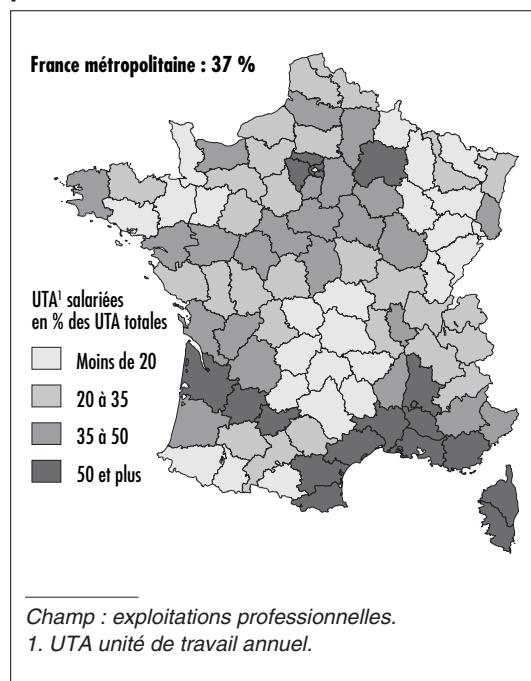 France métropolitaine : 37 %
UTA¹ salariées
en % des UTA totales
Moins de 20
20 à 35
35 à 50
50 et plus
Champ : exploitations professionnelles.
1. UTA unité de travail annuel.